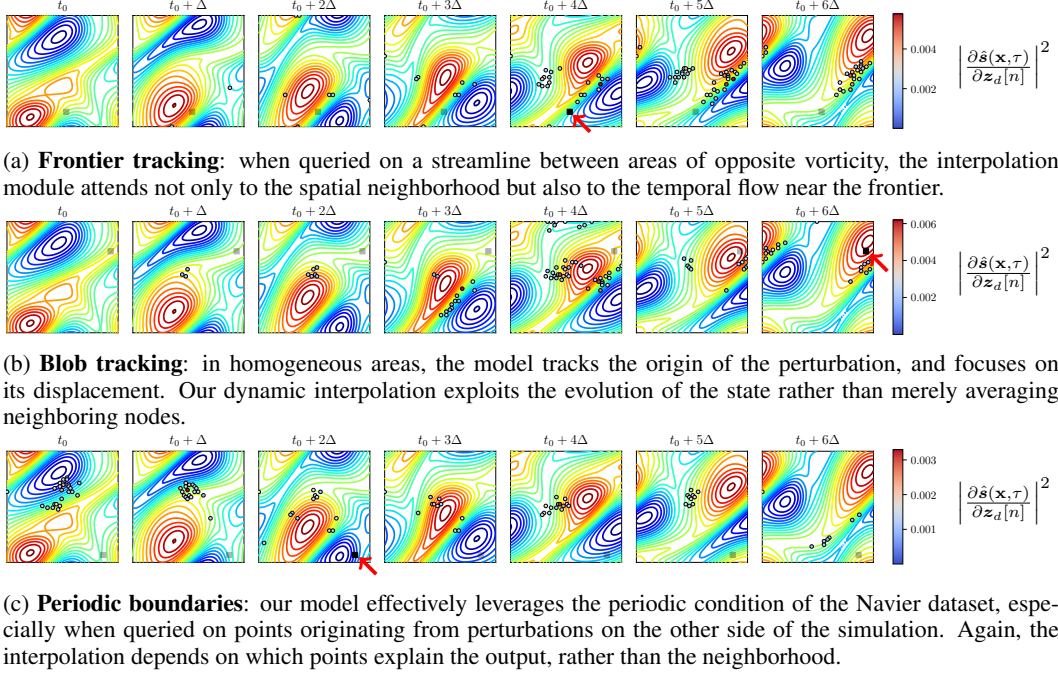 t₀ t₀ + Δ t₀ + 2Δ t₀ + 3Δ t₀ + 4Δ t₀ + 5Δ t₀ + 6Δ
0.004
0.002
|∂ŝ(x,τ)/∂z_d[n]|²
(a) Frontier tracking: when queried on a streamline between areas of opposite vorticity, the interpolation
module attends not only to the spatial neighborhood but also to the temporal flow near the frontier.
t₀ t₀ + Δ t₀ + 2Δ t₀ + 3Δ t₀ + 4Δ t₀ + 5Δ t₀ + 6Δ
0.006
0.004
0.002
|∂ŝ(x,τ)/∂z_d[n]|²
(b) Blob tracking: in homogeneous areas, the model tracks the origin of the perturbation, and focuses on
its displacement. Our dynamic interpolation exploits the evolution of the state rather than merely averaging
neighboring nodes.
t₀ t₀ + Δ t₀ + 2Δ t₀ + 3Δ t₀ + 4Δ t₀ + 5Δ t₀ + 6Δ
0.003
0.002
0.001
|∂ŝ(x,τ)/∂z_d[n]|²
(c) Periodic boundaries: our model effectively leverages the periodic condition of the Navier dataset, espe-
cially when queried on points originating from perturbations on the other side of the simulation. Again, the
interpolation depends on which points explain the output, rather than the neighborhood.